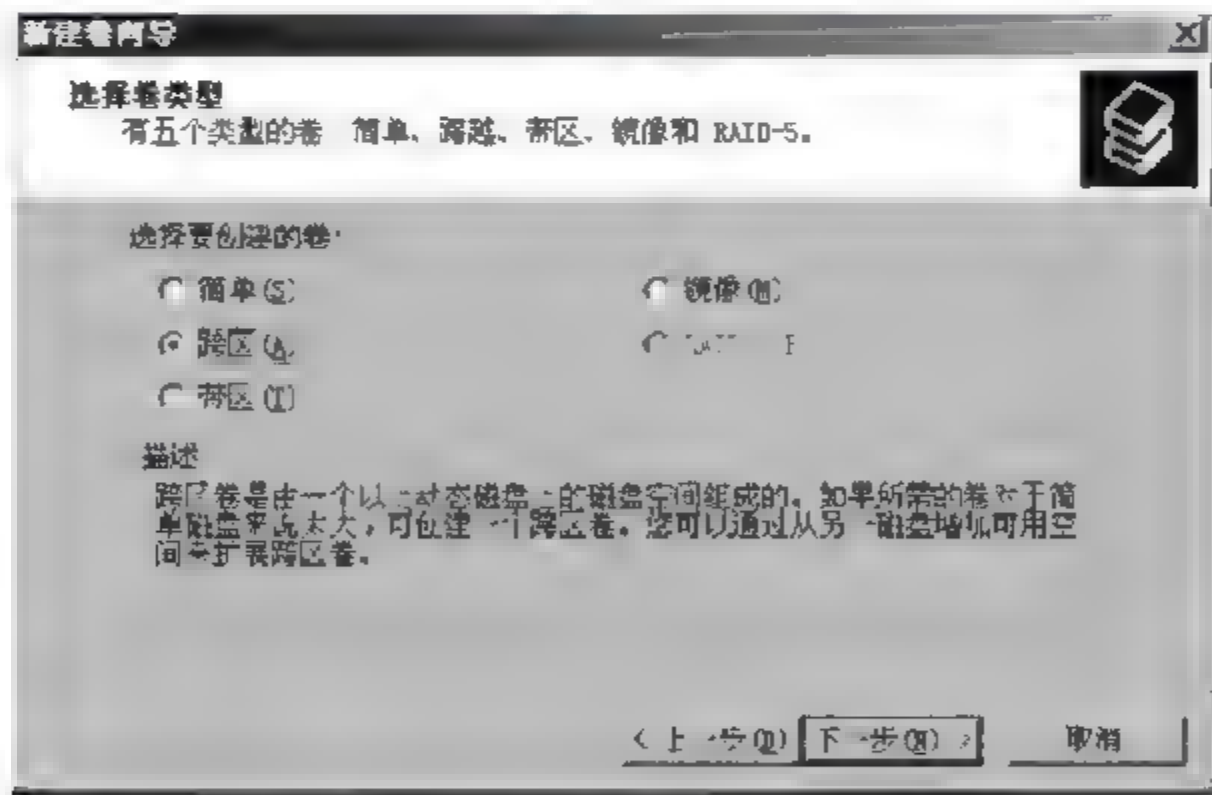 新建卷向导
选择卷类型
有五个类型的卷 简单、跨越、带区、镜像和 RAID-5。
选择要创建的卷:
简单(S)
镜像(M)
跨区(A)
带区(T)
描述
跨区卷是由一个以上动态磁盘上的磁盘空间组成的。如果所需的卷对于简
单磁盘来说太大,可创建一个跨区卷。您可以通过从另一磁盘增加可用空
间来扩展跨区卷。
< 上一步(B)
下一步(N) >
取消